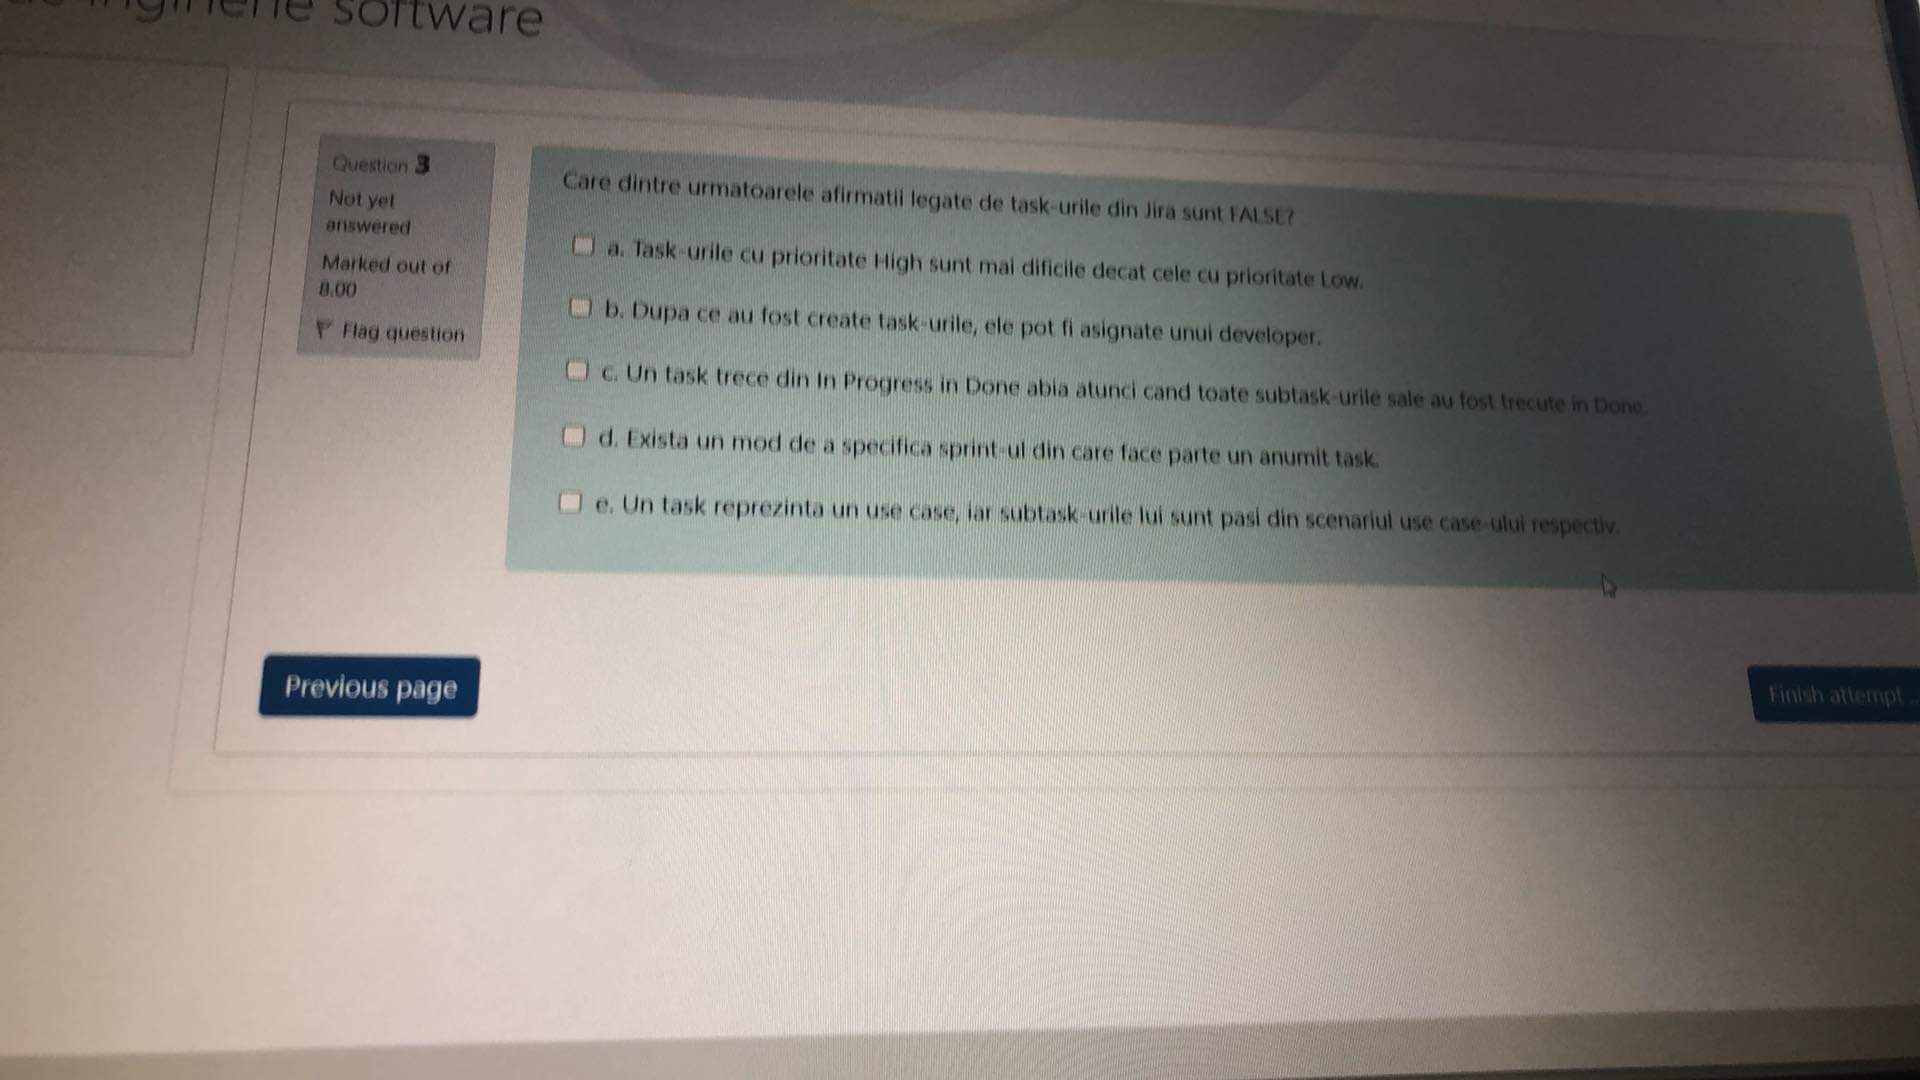 software
Question 3
Not yet
answered
Marked out of
8.00
Flag question
Care dintre urmatoarele afirmatii legate de task-urile din Jira sunt FALSE?
a. Task-urile cu prioritate High sunt mai dificile decat cele cu prioritate Low.
b. Dupa ce au fost create task-urile, ele pot fi asignate unui developer.
c. Un task trece din In Progress in Done abia atunci cand toate subtask-urile sale au fost trecute in Done.
d. Exista un mod de a specifica sprint-ul din care face parte un anumit task.
e. Un task reprezinta un use case, iar subtask-urile lui sunt pasi din scenariul use case-ului respectiv.
Previous page
Finish attempt ..